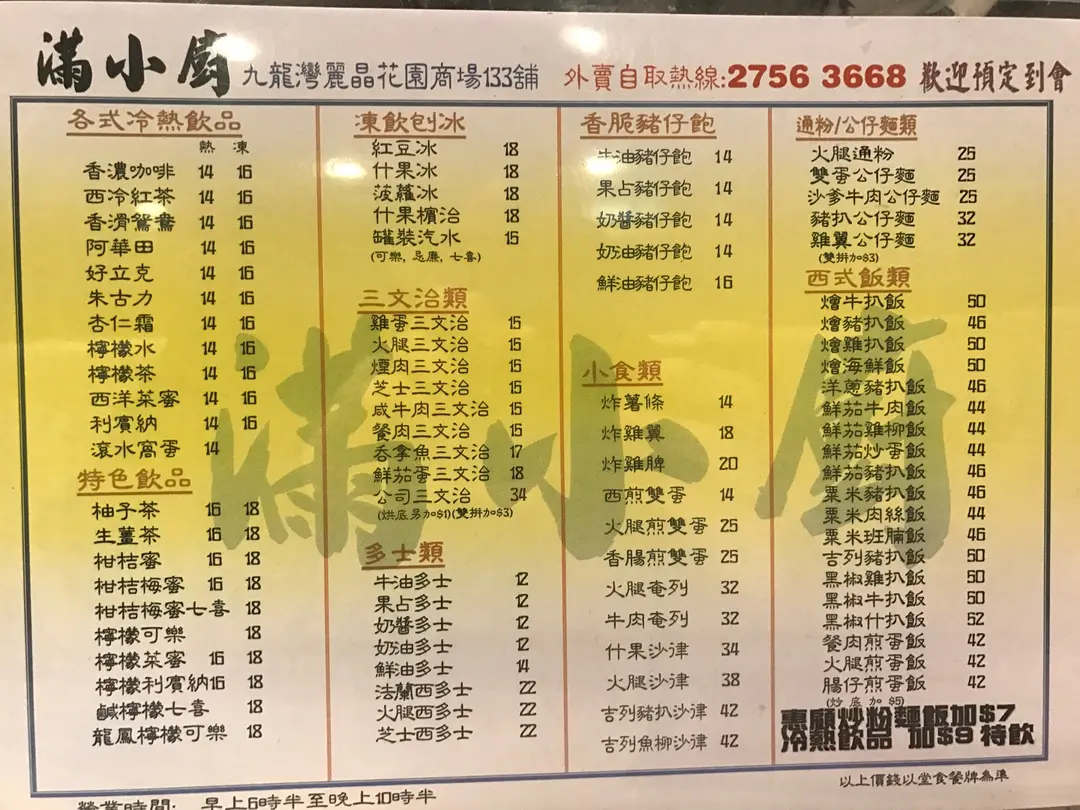 滿小廚 九龍灣麗晶花園商場133舖 外賣自取熱線:2756 3668 歡迎預定到會
各式冷熱飲品
熱 凍
香濃咖啡 14 16
西冷紅茶 14 16
香滑鴛鴦 14 16
阿華田 14 16
好立克 14 16
朱古力 14 16
杏仁霜 14 16
檸檬水 14 16
檸檬茶 14 16
西洋菜蜜 14 16
利賓納 14 16
滾水窩蛋 14
特色飲品
柚子茶 16 18
生薑茶 16 18
柑桔蜜 16 18
柑桔梅蜜 16 18
柑桔梅蜜七喜 18
檸檬可樂 18
檸檬菜蜜 16 18
檸檬利賓納 16 18
鹹檸檬七喜 18
龍鳳檸檬可樂 18
凍飲刨冰
紅豆冰 18
什果冰 18
菠蘿冰 18
什果檳治 18
罐裝汽水 15
(可樂, 忌廉, 七喜)
三文治類
雞蛋三文治 15
火腿三文治 15
煙肉三文治 15
芝士三文治 15
咸牛肉三文治 15
餐肉三文治 15
吞拿魚三文治 17
鮮茄蛋三文治 18
公司三文治 34
(烘底另加$1)(雙拼加$3)
多士類
牛油多士 12
果占多士 12
奶醬多士 12
奶油多士 12
鮮油多士 14
法蘭西多士 22
火腿西多士 22
芝士西多士 22
香脆豬仔飽
牛油豬仔飽 14
果占豬仔飽 14
奶醬豬仔飽 14
奶油豬仔飽 14
鮮油豬仔飽 16
小食類
炸薯條 14
炸雞翼 18
炸雞髀 20
西煎雙蛋 14
火腿煎雙蛋 25
香腸煎雙蛋 25
火腿奄列 32
牛肉奄列 32
什果沙律 34
火腿沙律 38
吉列豬扒沙律 42
吉列魚柳沙律 42
通粉/公仔麵類
火腿通粉 25
雙蛋公仔麵 25
沙爹牛肉公仔麵 25
豬扒公仔麵 32
雞翼公仔麵 32
(雙拼加$3)
西式飯類
燴牛扒飯 50
燴豬扒飯 46
燴雞扒飯 50
燴海鮮飯 50
洋蔥豬扒飯 46
鮮茄牛肉飯 44
鮮茄雞柳飯 44
鮮茄炒蛋飯 44
鮮茄豬扒飯 46
粟米豬扒飯 46
粟米肉絲飯 44
粟米班腩飯 46
吉列豬扒飯 50
黑椒雞扒飯 50
黑椒牛扒飯 50
黑椒什扒飯 52
餐肉煎蛋飯 42
火腿煎蛋飯 42
腸仔煎蛋飯 42
(炒底加$5)
惠顧炒粉麵飯加$7
冷熱飲品 加$9 特飲
以上價錢以堂食餐牌為準
滿小廚
營業時間: 早上6時半至晚上10時半